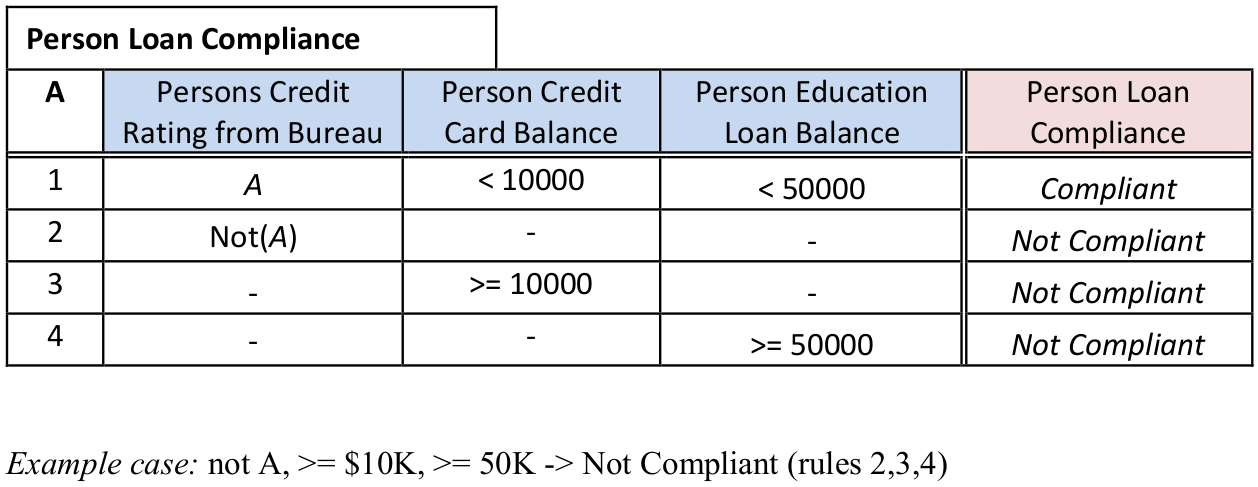 Person Loan Compliance
A Persons Credit Rating from Bureau Person Credit Card Balance Person Education Loan Balance Person Loan Compliance
1 A < 10000 < 50000 Compliant
2 Not(A) - - Not Compliant
3 - >= 10000 - Not Compliant
4 - - >= 50000 Not Compliant
Example case: not A, >= $10K, >= 50K -> Not Compliant (rules 2,3,4)